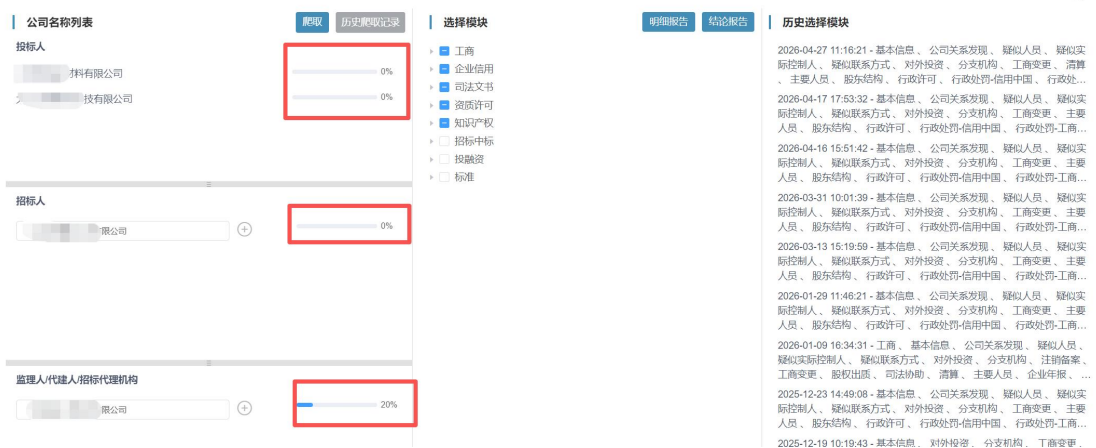 公司名称列表
爬取
历史爬取记录
投标人
材料有限公司
0%
技有限公司
0%
招标人
限公司
0%
监理人/代建人/招标代理机构
限公司
20%
选择模块
明细报告
结论报告
工商
企业信用
司法文书
资质许可
知识产权
招标中标
投融资
标准
历史选择模块
2026-04-27 11:16:21 - 基本信息 、 公司关系发现 、 疑似人员 、 疑似实
际控制人 、 疑似联系方式 、 对外投资 、 分支机构 、 工商变更 、 清算
、 主要人员 、 股东结构 、 行政许可 、 行政处罚-信用中国 、 行政处...
2026-04-17 17:53:32 - 基本信息 、 公司关系发现 、 疑似人员 、 疑似实
际控制人 、 疑似联系方式 、 对外投资 、 分支机构 、 工商变更 、 主要
人员 、 股东结构 、 行政许可 、 行政处罚-信用中国 、 行政处罚-工商...
2026-04-16 15:51:42 - 基本信息 、 公司关系发现 、 疑似人员 、 疑似实
际控制人 、 疑似联系方式 、 对外投资 、 分支机构 、 工商变更 、 主要
人员 、 股东结构 、 行政许可 、 行政处罚-信用中国 、 行政处罚-工商...
2026-03-31 10:01:39 - 基本信息 、 公司关系发现 、 疑似人员 、 疑似实
际控制人 、 疑似联系方式 、 对外投资 、 分支机构 、 工商变更 、 主要
人员 、 股东结构 、 行政许可 、 行政处罚-信用中国 、 行政处罚-工商...
2026-03-13 15:19:59 - 基本信息 、 公司关系发现 、 疑似人员 、 疑似实
际控制人 、 疑似联系方式 、 对外投资 、 分支机构 、 工商变更 、 主要
人员 、 股东结构 、 行政许可 、 行政处罚-信用中国 、 行政处罚-工商...
2026-01-29 11:46:21 - 基本信息 、 公司关系发现 、 疑似人员 、 疑似实
际控制人 、 疑似联系方式 、 对外投资 、 分支机构 、 工商变更 、 主要
人员 、 股东结构 、 行政许可 、 行政处罚-信用中国 、 行政处罚-工商...
2026-01-09 16:34:31 - 工商 、 基本信息 、 公司关系发现 、 疑似人员 、
疑似实际控制人 、 疑似联系方式 、 对外投资 、 分支机构 、 注销备案 、
工商变更 、 股权出质 、 司法协助 、 清算 、 主要人员 、 企业年报 、 ...
2025-12-23 14:49:08 - 基本信息 、 公司关系发现 、 疑似人员 、 疑似实
际控制人 、 疑似联系方式 、 对外投资 、 分支机构 、 工商变更 、 主要
人员 、 股东结构 、 行政许可 、 行政处罚-信用中国 、 行政处罚-工商...
2025-12-19 10:19:43 - 基本信息 、 对外投资 、 分支机构 、 工商变更 、